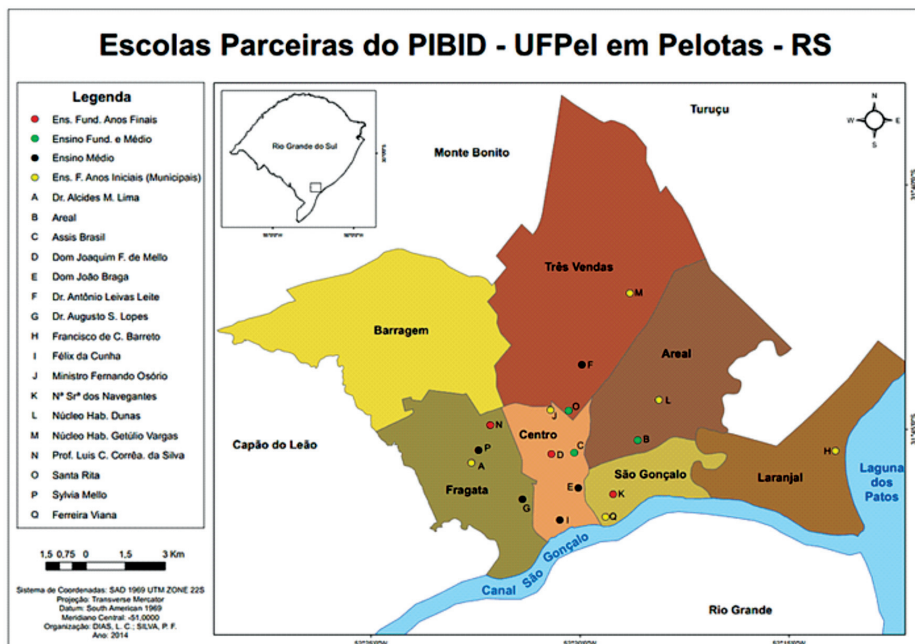 Escolas Parceiras do PIBID - UFPel em Pelotas - RS
Legenda
Ens. Fund. Anos Finais
Ensino Fund. e Médio
Ensino Médio
Ens. F. Anos Iniciais (Municipais)
A Dr. Alcides M. Lima
B Areal
C Assis Brasil
D Dom Joaquim F. de Mello
E Dom João Braga
F Dr. Antônio Leivas Leite
G Dr. Augusto S. Lopes
H Francisco de C. Barreto
I Félix da Cunha
J Ministro Fernando Osório
K Nª Srª dos Navegantes
L Núcleo Hab. Dunas
M Núcleo Hab. Getúlio Vargas
N Prof. Luis C. Corrêa. da Silva
O Santa Rita
P Sylvia Mello
Q Ferreira Viana
1,5 0,75 0 1,5 3 Km
Sistema de Coordenadas: SAD 1969 UTM ZONE 22S
Projeção: Transverse Mercator
Datum: South American 1969
Meridiano Central: -51,0000
Organização: DIAS, L. C.; SILVA, P. F.
Ano: 2014
Rio Grande do Sul
Turuçu
N
W E
S
Monte Bonito
Três Vendas
M
Barragem
Areal
F
L
J
O
N
Centro
Capão do Leão
P
C
B
D
H
A
São Gonçalo
Laranjal
Laguna
dos
Patos
Fragata
E
K
G
I
Q
Canal São Gonçalo
Rio Grande